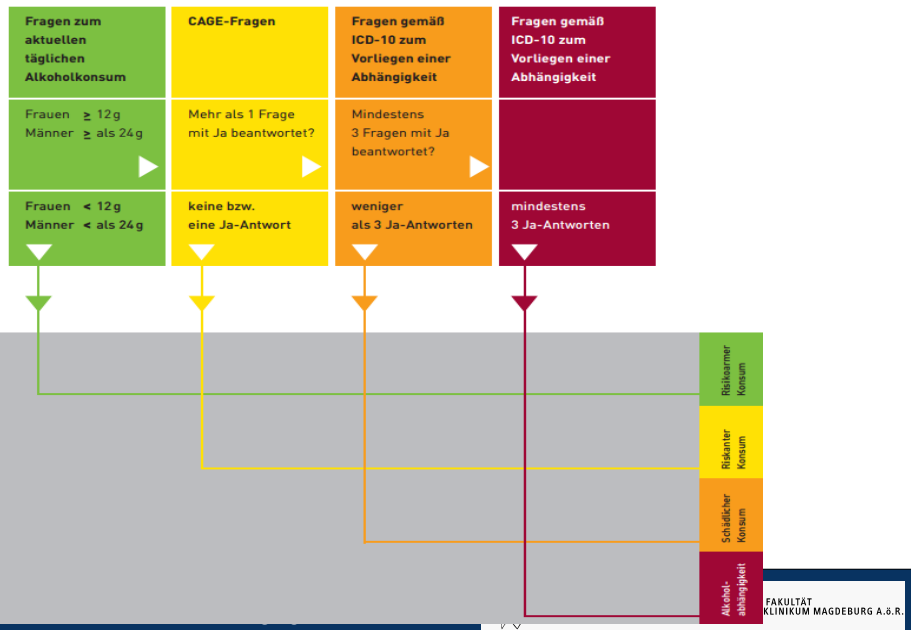 Fragen zum
aktuellen
täglichen
Alkoholkonsum
Frauen ≥ 12 g
Männer ≥ als 24 g
Frauen < 12 g
Männer < als 24 g
CAGE-Fragen
Mehr als 1 Frage
mit Ja beantwortet?
keine bzw.
eine Ja-Antwort
Fragen gemäß
ICD-10 zum
Vorliegen einer
Abhängigkeit
Mindestens
3 Fragen mit Ja
beantwortet?
weniger
als 3 Ja-Antworten
Fragen gemäß
ICD-10 zum
Vorliegen einer
Abhängigkeit
mindestens
3 Ja-Antworten
Risikoarmer
Konsum
Riskanter
Konsum
Schädlicher
Konsum
Alkohol-
abhängigkeit
FAKULTÄT
KLINIKUM MAGDEBURG A.ö.R.